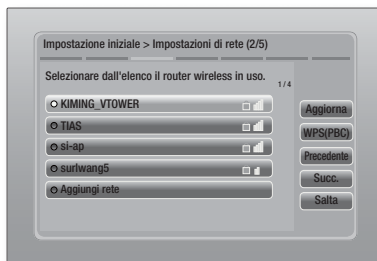 Impostazione iniziale > Impostazioni di rete (2/5)
Selezionare dall'elenco il router wireless in uso.
1/4
KIMING_VTOWER
TIAS
si-ap
surlwang5
Aggiungi rete
Aggiorna
WPS(PBC)
Precedente
Succ.
Salta